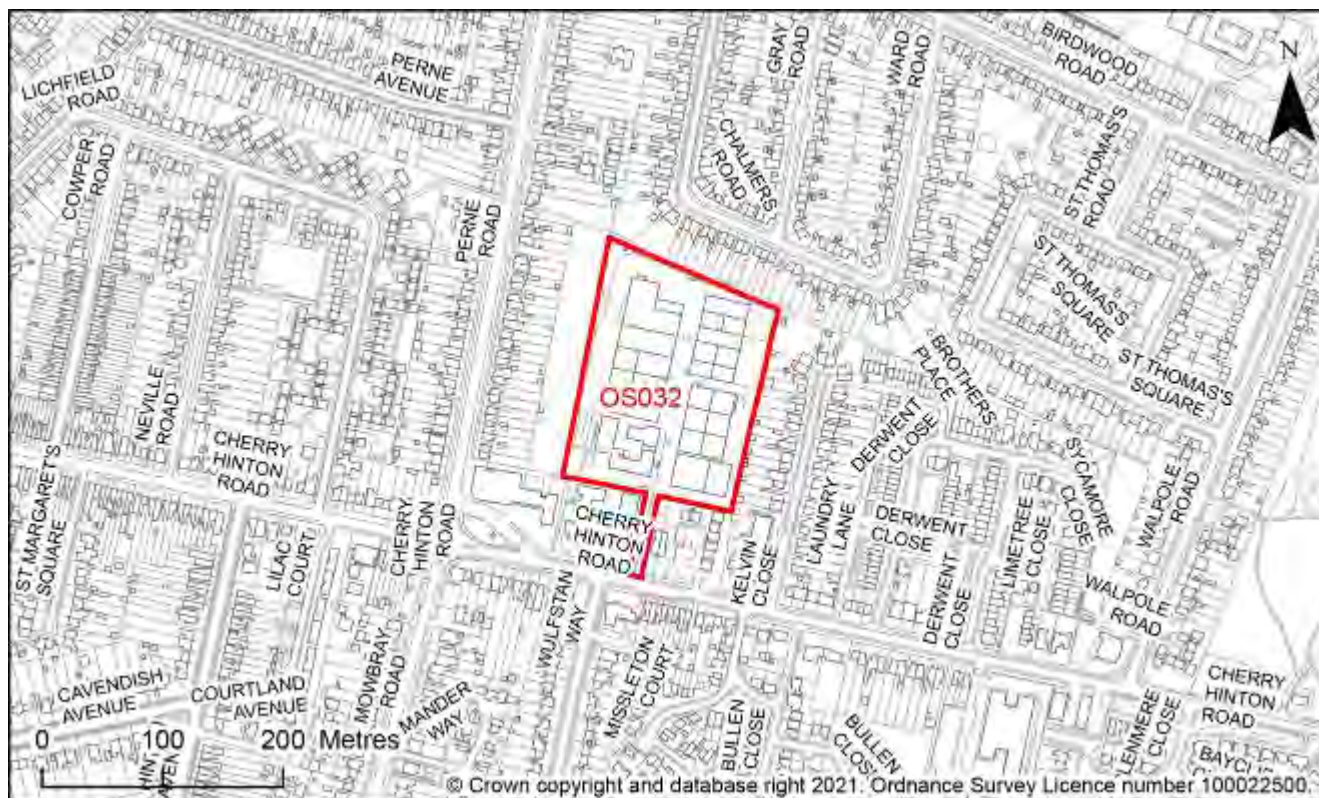 LICHFIELD
ROAD
PERNE
AVENUE
GRAY
ROAD
WARD
ROAD
BIRDWOOD
ROAD
N
COWPER
ROAD
CHALMERS
ROAD
ST THOMAS'S
ROAD
PERNE
ROAD
ST THOMAS'S
SQUARE
NEVILLE
ROAD
OS032
BROTHERS
PLACE
ST THOMAS'S
SQUARE
CHERRY
HINTON
ROAD
DERWENT
CLOSE
SYCAMORE
CLOSE
WALPOLE
ROAD
ST MARGARET'S
SQUARE
LILAC
COURT
CHERRY
HINTON
ROAD
CHERRY
HINTON
ROAD
KELVIN
CLOSE
LAUNDRY
LANE
DERWENT
CLOSE
LIMETREE
CLOSE
DERWENT
CLOSE
WALPOLE
ROAD
CAVENDISH
AVENUE
COURTLAND
AVENUE
MOWBRAY
ROAD
MANDER
WAY
WULFSTAN
WAY
MISSLETON
COURT
BULLEN
CLOSE
BULLEN
CLOSE
LENMERE
CLOSE
CHERRY
HINTON
ROAD
0 100 200 Metres
© Crown copyright and database right 2021. Ordnance Survey Licence number 100022500.